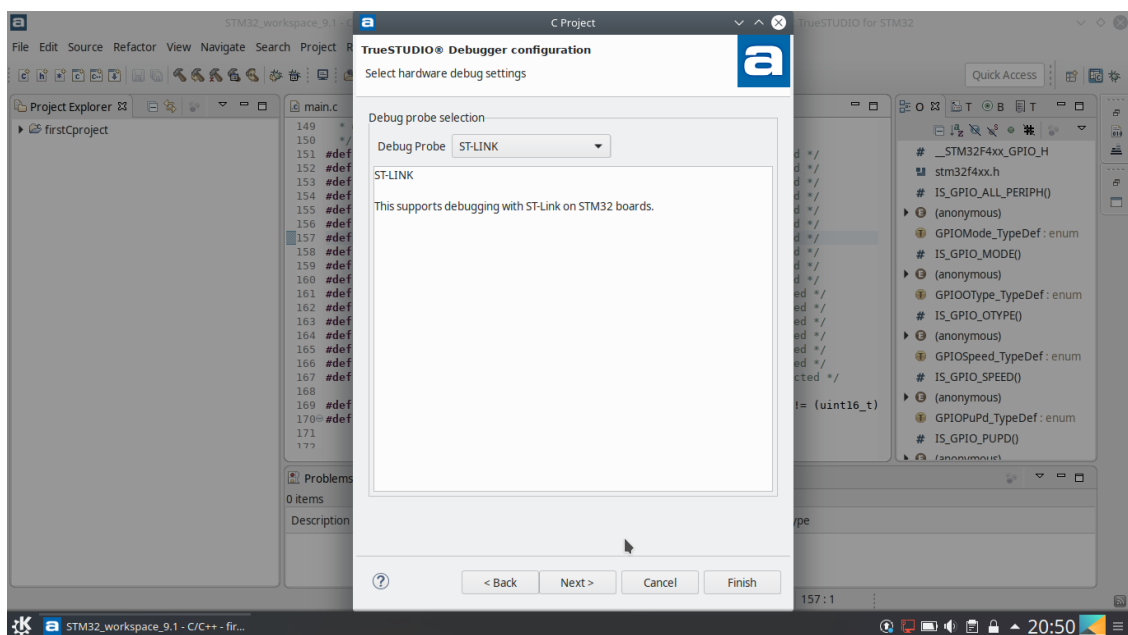 STM32_workspace_9.1 - C
C Project
TrueSTUDIO for STM32
File Edit Source Refactor View Navigate Search Project R
TrueSTUDIO® Debugger configuration
Select hardware debug settings
Quick Access
Project Explorer
main.c
O T B T
firstCproject
Debug probe selection
Debug Probe ST-LINK
ST-LINK
This supports debugging with ST-Link on STM32 boards.
149 *
150 */
151 #def d */
152 #def d */
153 #def d */
154 #def d */
155 #def d */
156 #def d */
157 #def d */
158 #def d */
159 #def d */
160 #def d */
161 #def ed */
162 #def ed */
163 #def ed */
164 #def ed */
165 #def ed */
166 #def ed */
167 #def cted */
168
169 #def != (uint16_t)
170 #def
171
172
# __STM32F4xx_GPIO_H
stm32f4xx.h
# IS_GPIO_ALL_PERIPH()
(anonymous)
GPIOMode_TypeDef : enum
# IS_GPIO_MODE()
(anonymous)
GPIOOType_TypeDef : enum
# IS_GPIO_OTYPE()
(anonymous)
GPIOSpeed_TypeDef : enum
# IS_GPIO_SPEED()
(anonymous)
GPIOPuPd_TypeDef : enum
# IS_GPIO_PUPD()
(anonymous)
Problems
0 items
Description
ype
< Back Next > Cancel Finish
157 : 1
STM32_workspace_9.1 - C/C++ - fir...
20:50